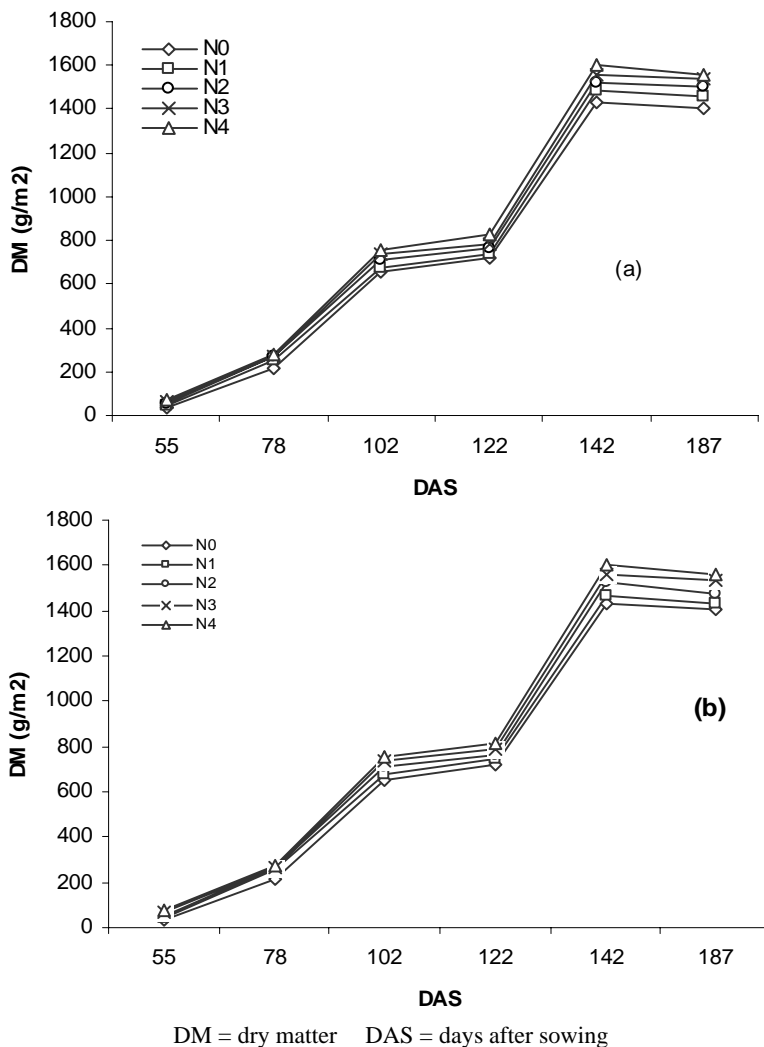 1800
1600
1400
1200
1000
800
600
400
200
0
DM (g/m2)
N0
N1
N2
N3
N4
(a)
55 78 102 122 142 187
DAS
1800
1600
1400
1200
1000
800
600
400
200
0
DM (g/m2)
N0
N1
N2
N3
N4
(b)
55 78 102 122 142 187
DAS
DM = dry matter DAS = days after sowing